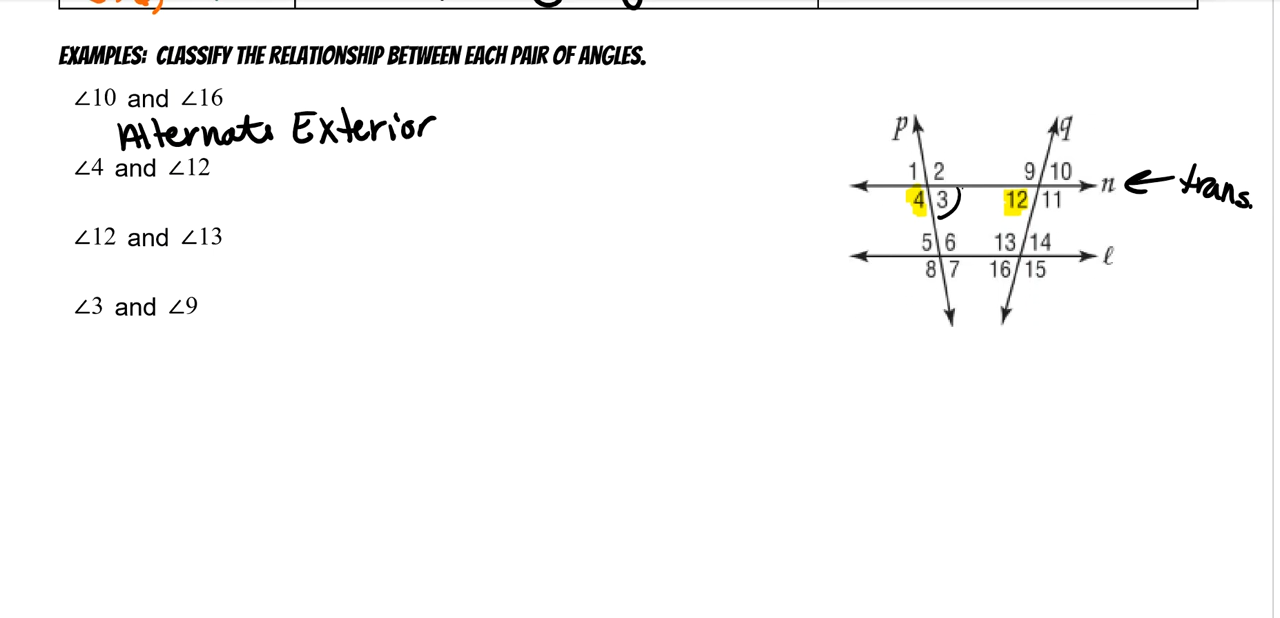 EXAMPLES: CLASSIFY THE RELATIONSHIP BETWEEN EACH PAIR OF ANGLES.
∠10 and ∠16
Alternate Exterior
∠4 and ∠12
∠12 and ∠13
∠3 and ∠9
p q
1 2 9 10 n ← trans.
4 3 12 11
5 6 13 14 ℓ
8 7 16 15